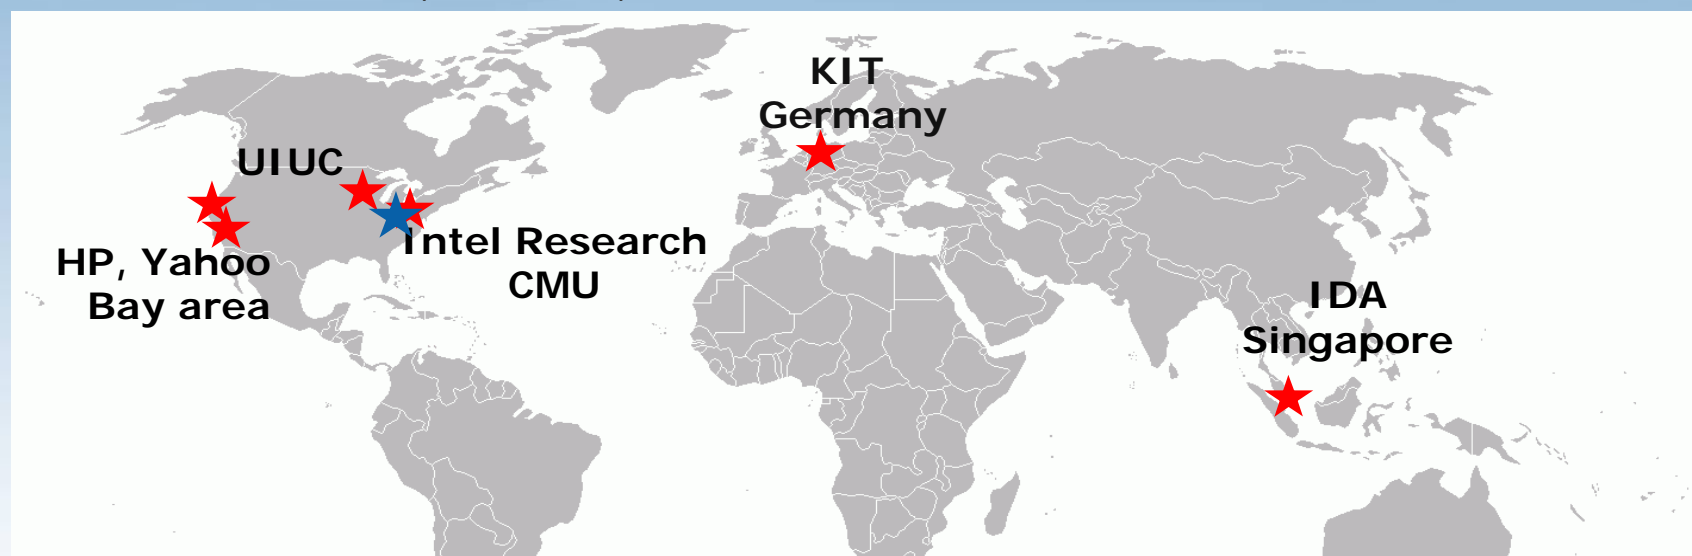 KIT
Germany
UIUC
Intel Research
CMU
HP, Yahoo
Bay area
IDA
Singapore